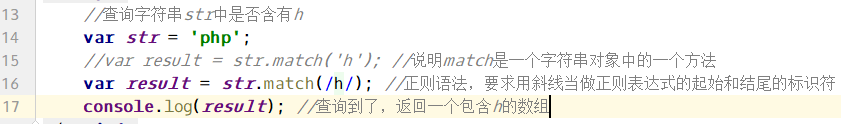 13 //查询字符串str中是否含有h
14 var str = 'php';
15 //var result = str.match('h'); //说明match是一个字符串对象中的一个方法
16 var result = str.match(/h/); //正则语法，要求用斜线当做正则表达式的起始和结尾的标识符
17 console.log(result); //查询到了，返回一个包含h的数组